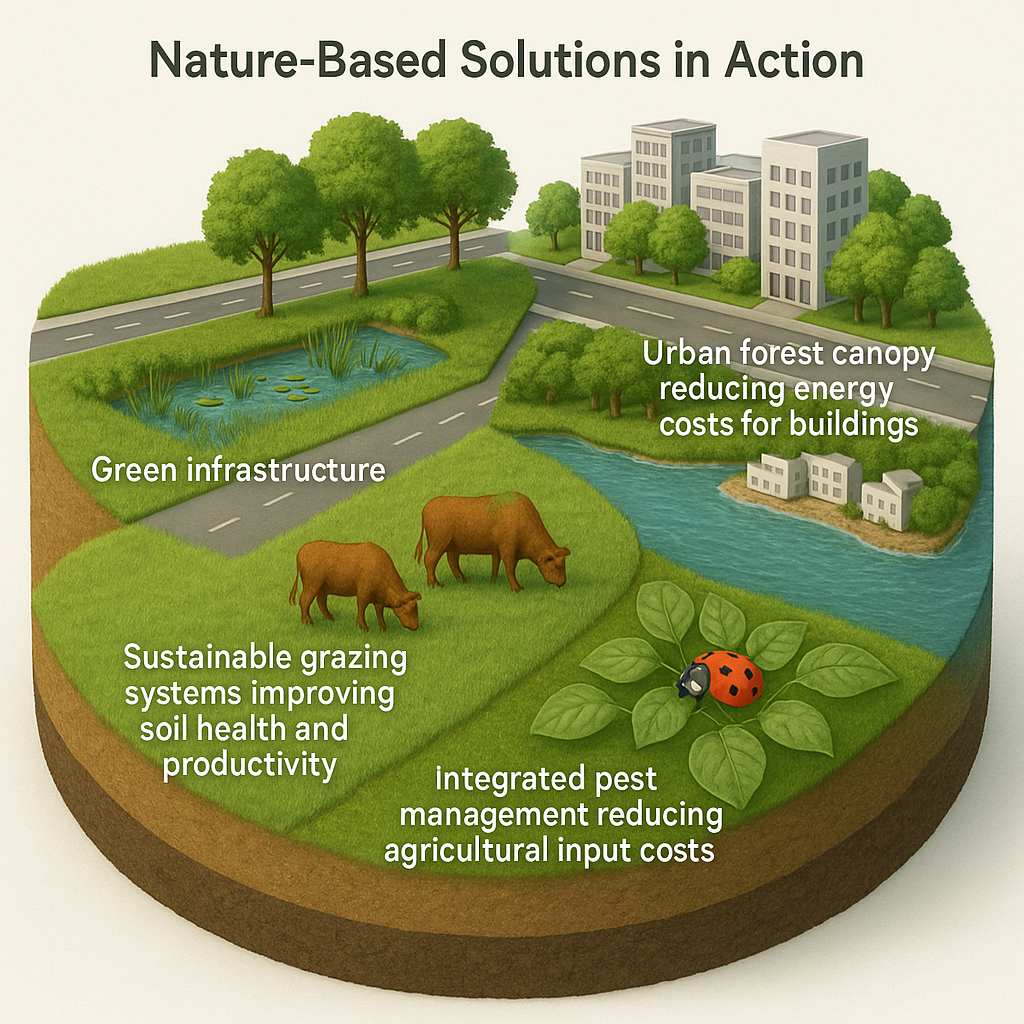 Nature-Based Solutions in Action
Urban forest canopy
reducing energy
costs for buildings
Green infrastructure
Sustainable grazing
systems improving
soil health and
productivity
Integrated pest
management reducing
agricultural input costs